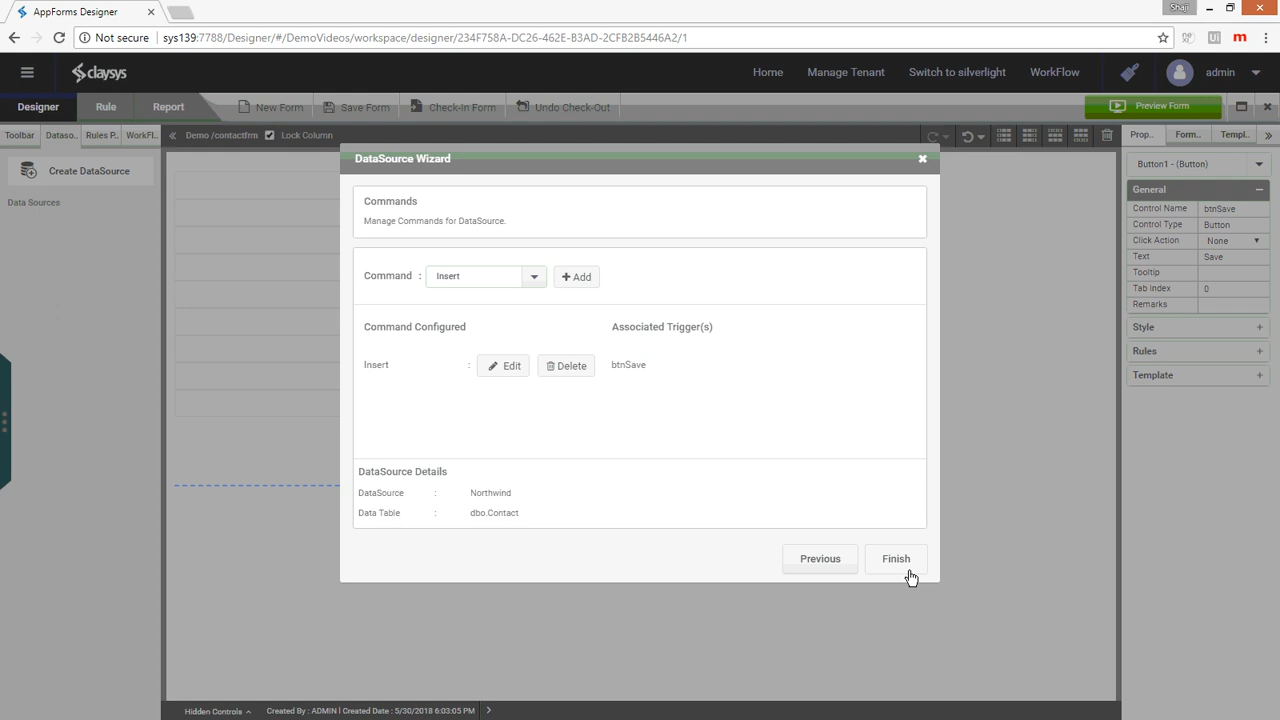 AppForms Designer
Shaji
Not secure | sys139:7788/Designer/#/DemoVideos/workspace/designer/234F758A-DC26-462E-B3AD-2CFB2B5446A2/1
claysys
Home Manage Tenant Switch to silverlight WorkFlow admin
Designer Rule Report New Form Save Form Check-In Form Undo Check-Out Preview Form
Toolbar Dataso.. Rules P.. WorkFl.. Demo /contactfrm Lock Column Prop.. Form.. Templ..
Create DataSource
Data Sources
DataSource Wizard
Commands
Manage Commands for DataSource.
Command : Insert Add
Command Configured Associated Trigger(s)
Insert : Edit Delete btnSave
DataSource Details
DataSource : Northwind
Data Table : dbo.Contact
Previous Finish
Button1 - (Button)
General
Control Name btnSave
Control Type Button
Click Action None
Text Save
Tooltip
Tab Index 0
Remarks
Style
Rules
Template
Hidden Controls Created By : ADMIN | Created Date : 5/30/2018 6:03:05 PM